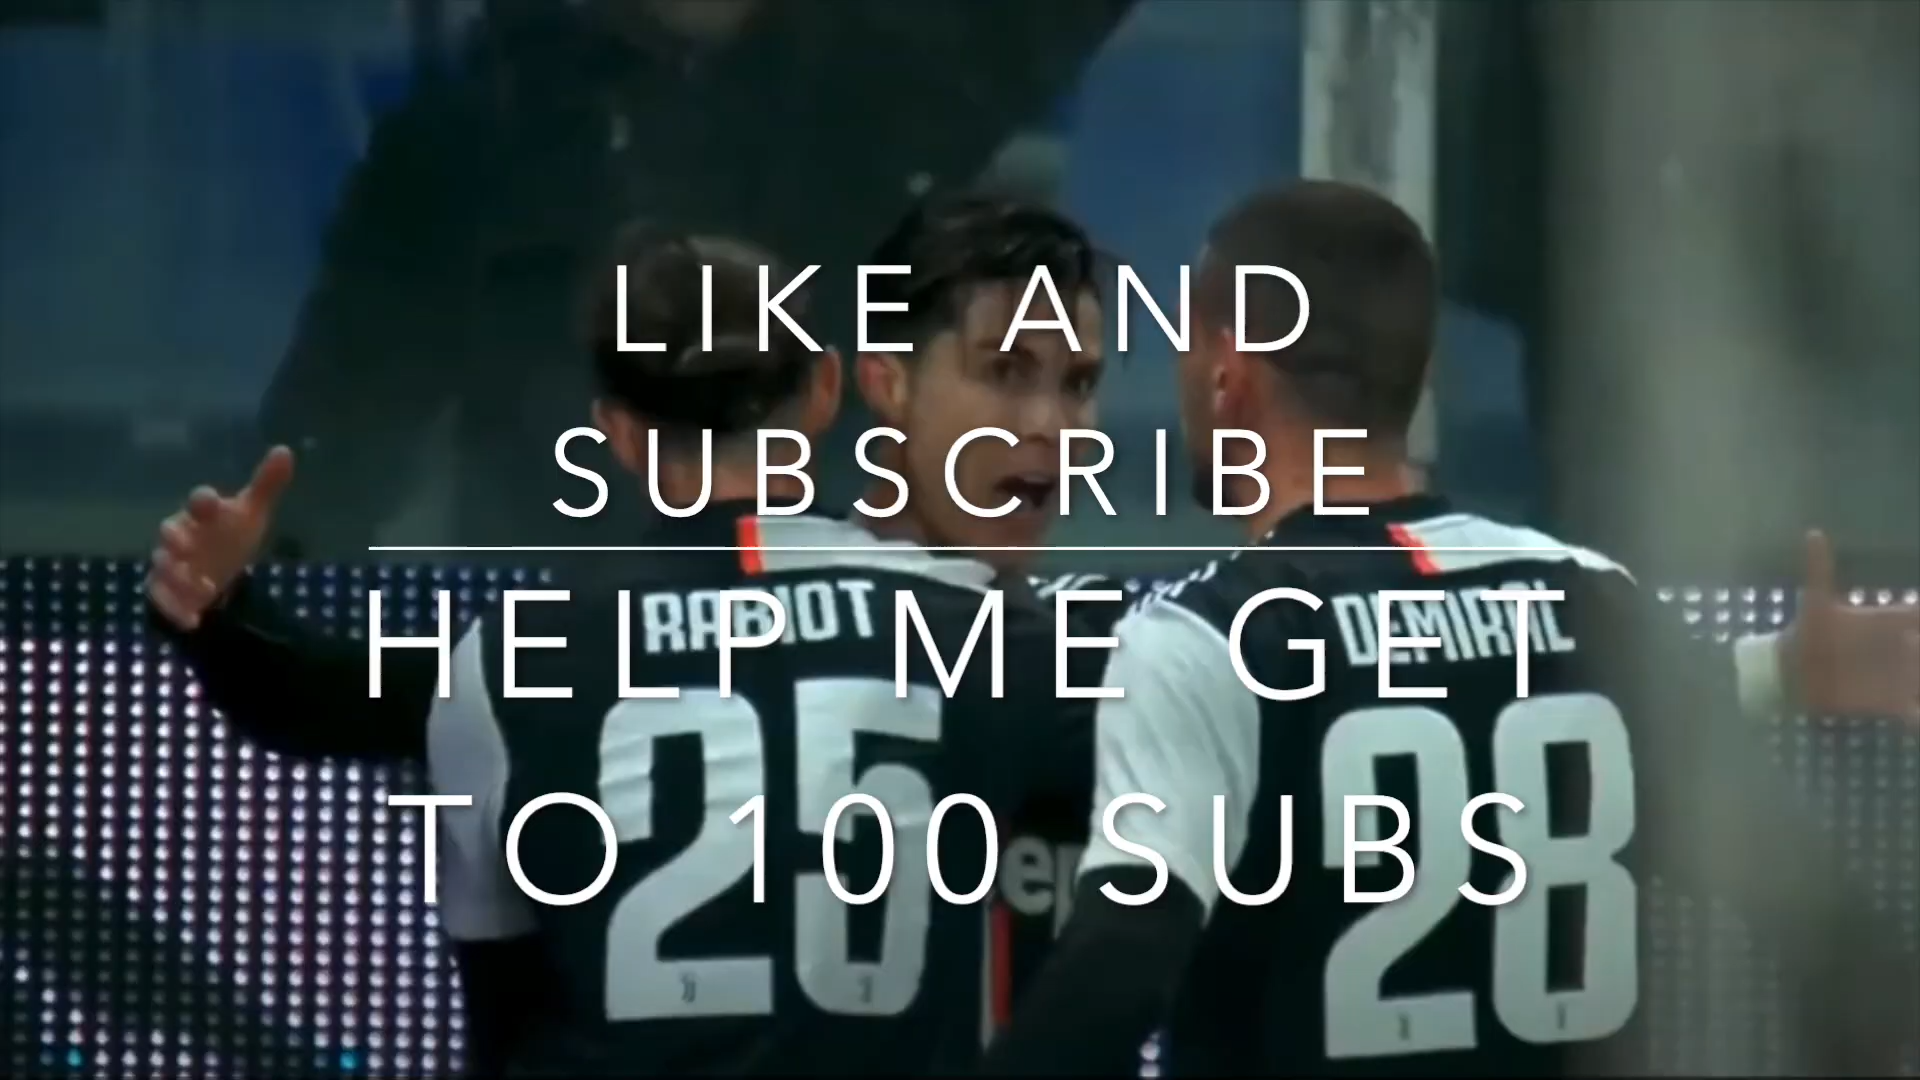 LIKE AND
SUBSCRIBE
HELP ME GET
TO 100 SUBS
RABIOT
25
DEMIRAL
28